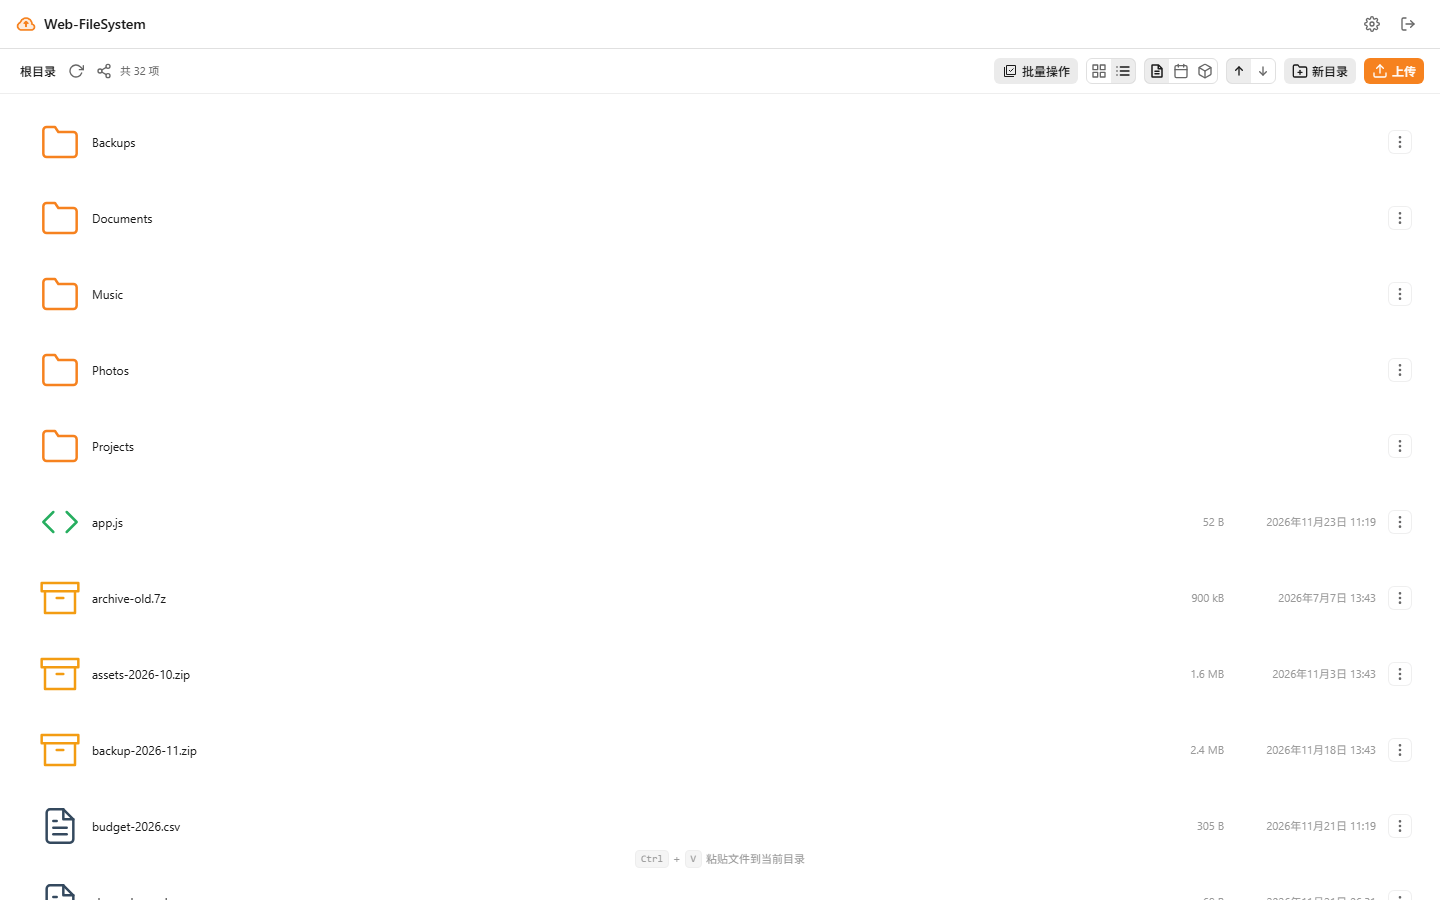 Web-FileSystem
根目录 共 32 项 批量操作 新目录 上传
Backups
Documents
Music
Photos
Projects
app.js 52 B 2026年11月23日 11:19
archive-old.7z 900 kB 2026年7月7日 13:43
assets-2026-10.zip 1.6 MB 2026年11月3日 13:43
backup-2026-11.zip 2.4 MB 2026年11月18日 13:43
budget-2026.csv 305 B 2026年11月21日 11:19
Ctrl + V 粘贴文件到当前目录